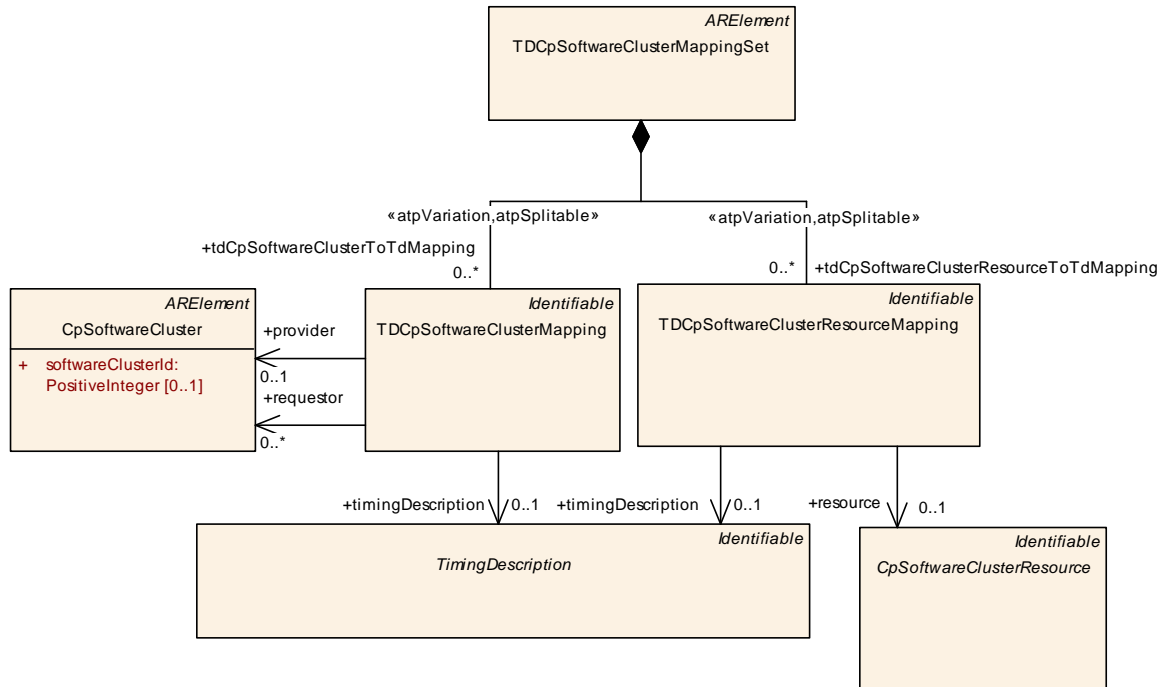 ARElement
TDCpSoftwareClusterMappingSet
«atpVariation,atpSplitable»
«atpVariation,atpSplitable»
+tdCpSoftwareClusterToTdMapping
0..*
0..*
+tdCpSoftwareClusterResourceToTdMapping
ARElement
CpSoftwareCluster
+ softwareClusterId:
PositiveInteger [0..1]
+provider
0..1
+requestor
0..*
Identifiable
TDCpSoftwareClusterMapping
Identifiable
TDCpSoftwareClusterResourceMapping
+timingDescription
0..1
+timingDescription
0..1
+resource
0..1
Identifiable
TimingDescription
Identifiable
CpSoftwareClusterResource